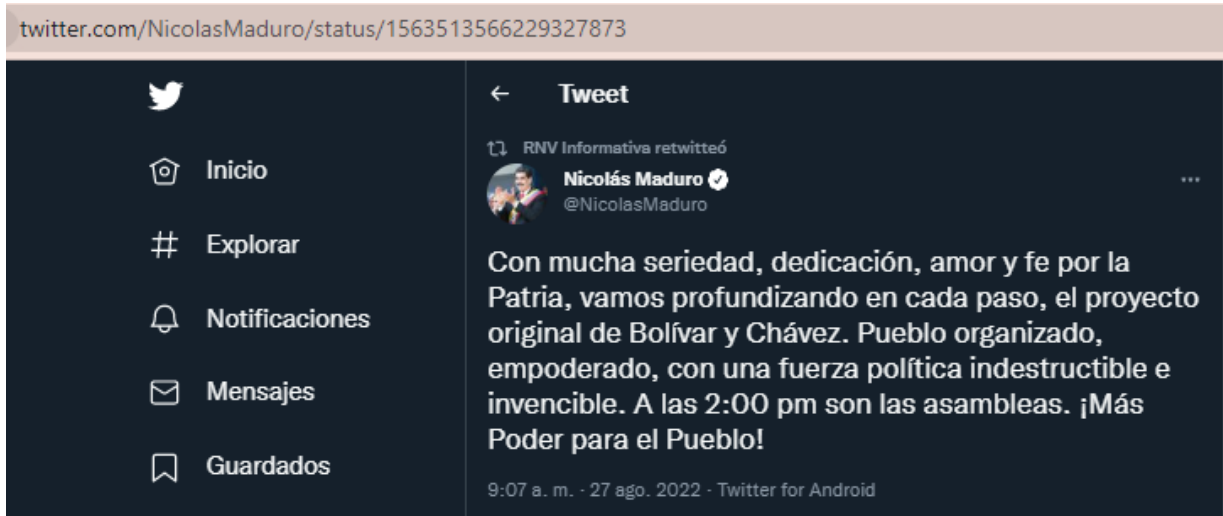 twitter.com/NicolasMaduro/status/1563513566229327873
Tweet
RNV Informativa retwitteó
Inicio
Nicolás Maduro
@NicolasMaduro
Explorar
Con mucha seriedad, dedicación, amor y fe por la
Patria, vamos profundizando en cada paso, el proyecto
original de Bolívar y Chávez. Pueblo organizado,
empoderado, con una fuerza política indestructible e
invencible. A las 2:00 pm son las asambleas. ¡Más
Poder para el Pueblo!
9:07 a. m. · 27 ago. 2022 · Twitter for Android
Notificaciones
Mensajes
Guardados